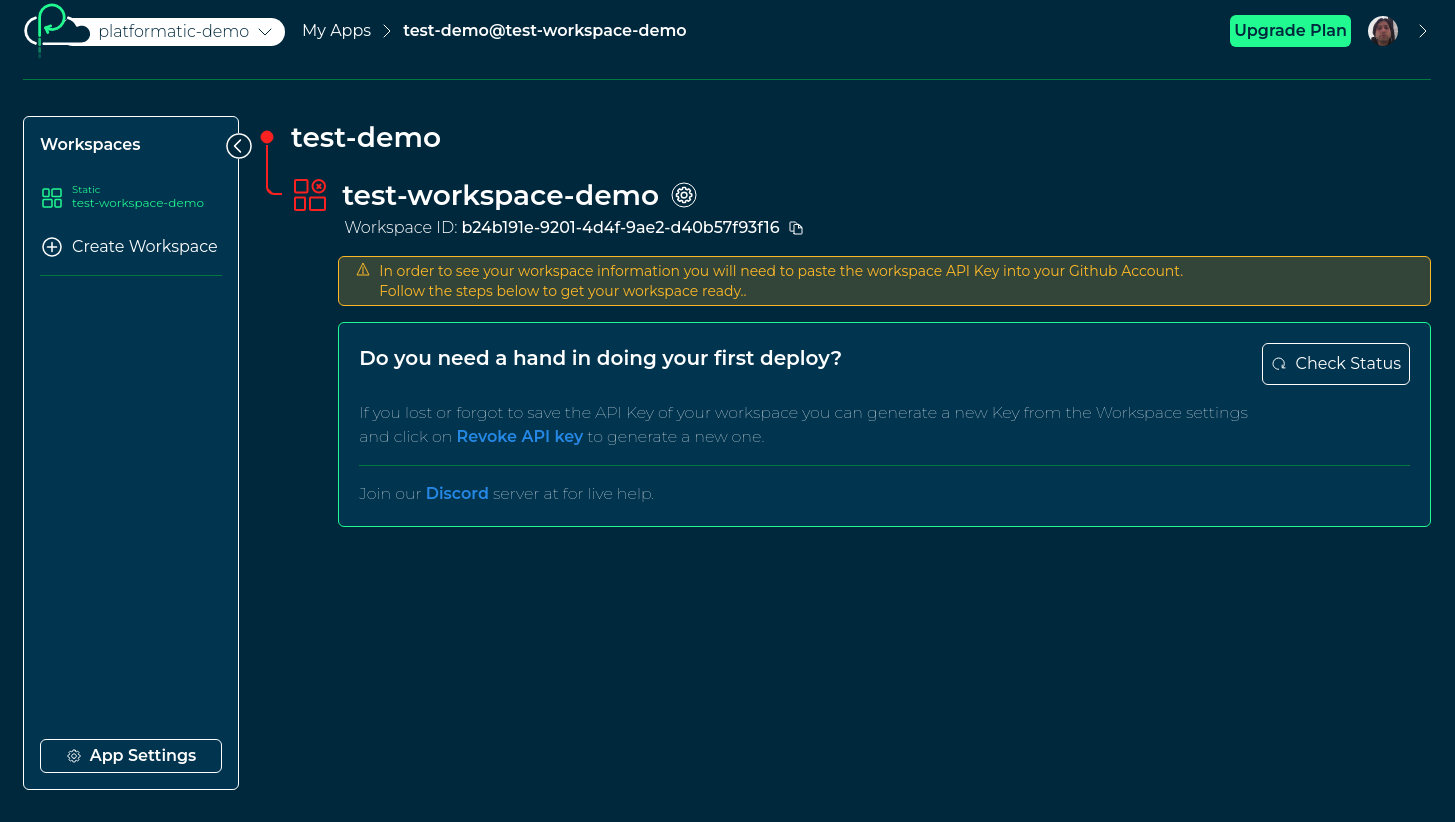 platformatic-demo
My Apps
test-demo@test-workspace-demo
Upgrade Plan
Workspaces
Static
test-workspace-demo
Create Workspace
App Settings
test-demo
test-workspace-demo
Workspace ID: b24b191e-9201-4d4f-9ae2-d40b57f93f16
In order to see your workspace information you will need to paste the workspace API Key into your Github Account.
Follow the steps below to get your workspace ready..
Do you need a hand in doing your first deploy?
Check Status
If you lost or forgot to save the API Key of your workspace you can generate a new Key from the Workspace settings
and click on Revoke API key to generate a new one.
Join our Discord server at for live help.